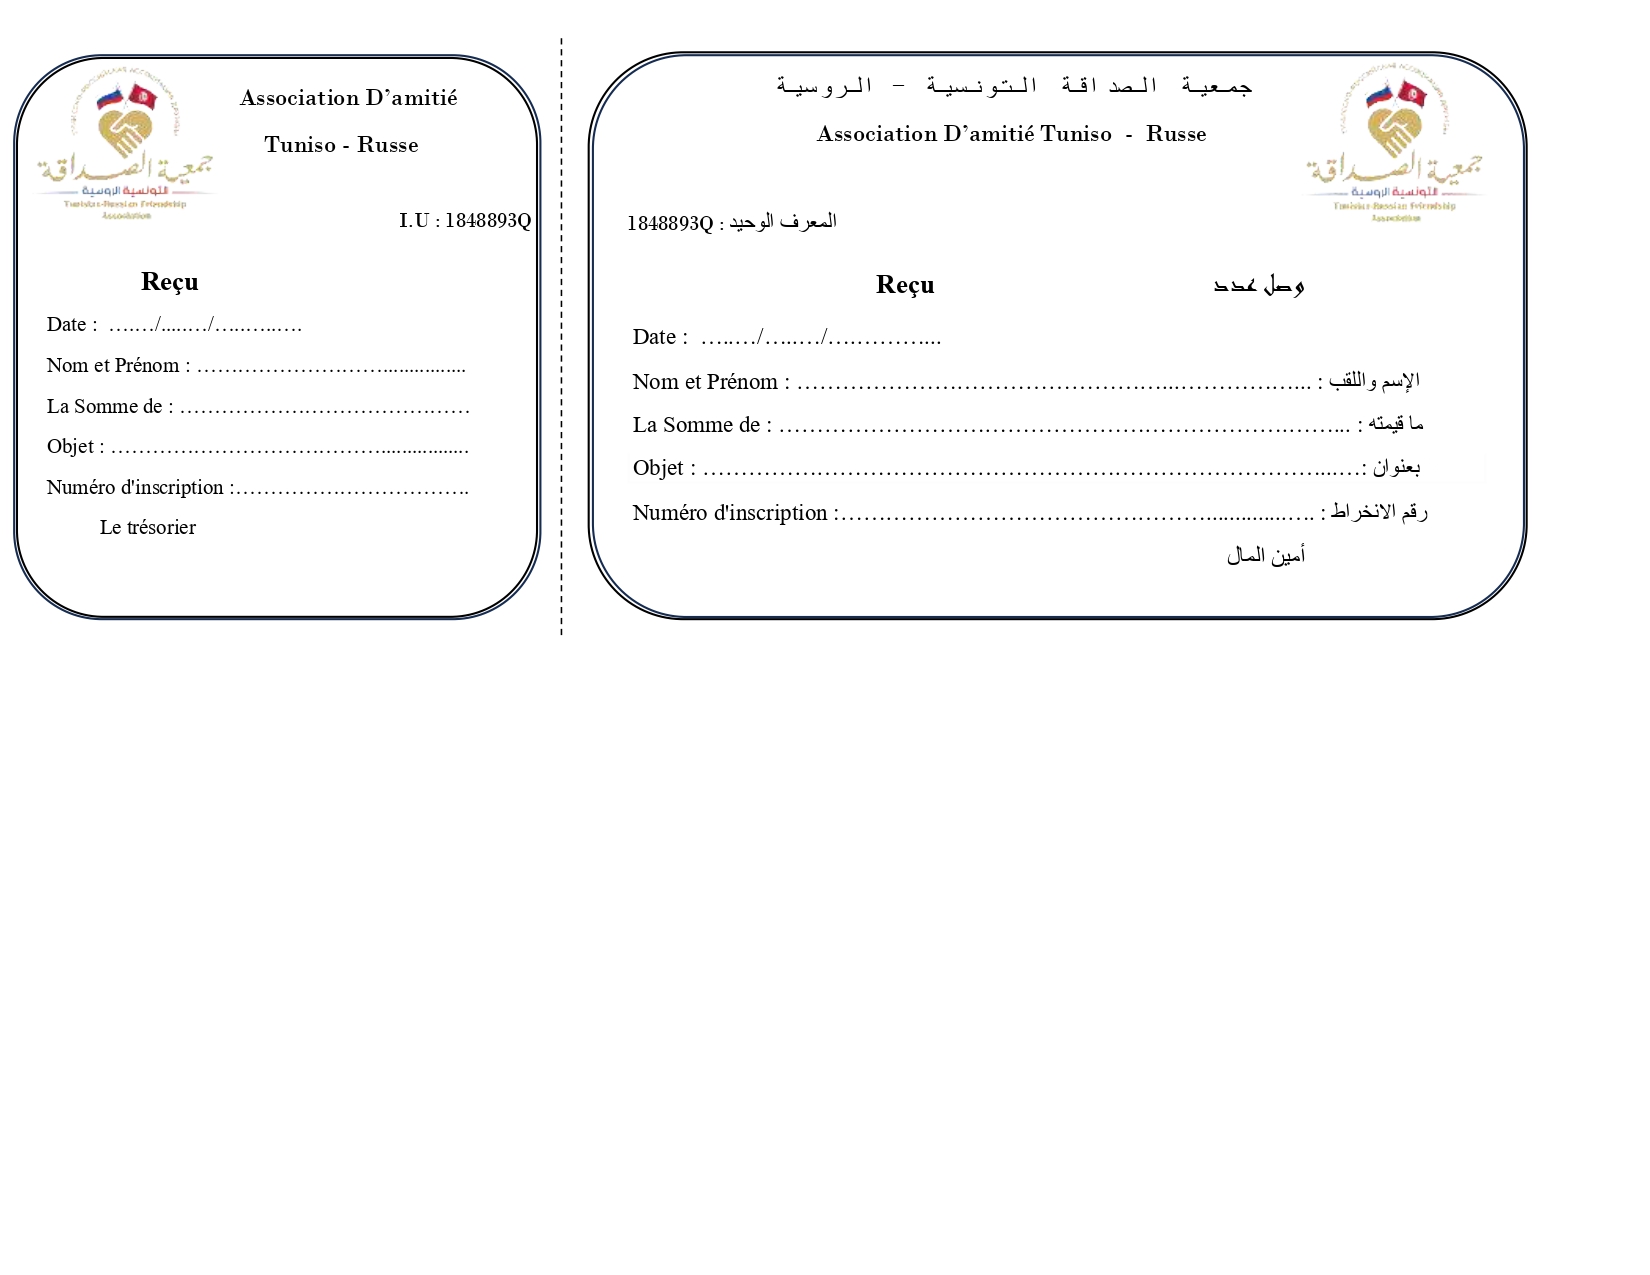 جمعية الصداقة
التونسية الروسية
Tunisian-Russian Friendship
Association
Association D’amitié
Tuniso - Russe
I.U : 1848893Q
Reçu
Date : ……/....…/………….
Nom et Prénom : ………………………...............
La Somme de : ……………………………………
Objet : …………………………………................
Numéro d'inscription :…………………………….
Le trésorier
جمعية الصداقة التونسية - الروسية
Association D’amitié Tuniso - Russe
جمعية الصداقة
التونسية الروسية
Tunisian-Russian Friendship
Association
المعرف الوحيد : 1848893Q
Reçu وصل عدد
Date : …..…/…..…/…………...
Nom et Prénom : ……………………………………………………………... : الإسم واللقب
La Somme de : …………………………………………………………………... : ما قيمته
Objet : ………………………………………………………………………...…: بعنوان
Numéro d'inscription :…………………………………………..............…. : رقم الانخراط
أمين المال